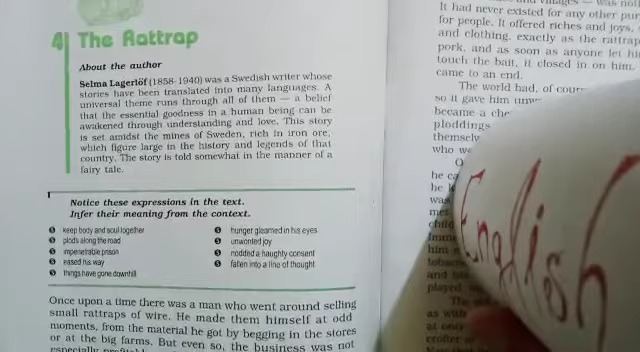 4 The Rattrap
About the author
Selma Lagerlöf (1858-1940) was a Swedish writer whose
stories have been translated into many languages. A
universal theme runs through all of them — a belief
that the essential goodness in a human being can be
awakened through understanding and love. This story
is set amidst the mines of Sweden, rich in iron ore,
which figure large in the history and legends of that
country. The story is told somewhat in the manner of a
fairy tale.
Notice these expressions in the text.
Infer their meaning from the context.
keep body and soul together
plods along the road
impenetrable prison
eased his way
things have gone downhill
hunger gleamed in his eyes
unwonted joy
nodded a haughty consent
fallen into a line of thought
Once upon a time there was a man who went around selling
small rattraps of wire. He made them himself at odd
moments, from the material he got by begging in the stores
or at the big farms. But even so, the business was not
especially
villages — was
It had never existed for any other
for people. It offered riches and joys,
and clothing, exactly as the rattrap
pork, and as soon as anyone let
touch the bait, it closed in on him,
came to an end.
The world had, of
so it gave him
became a
ploddings
who
he
he
English